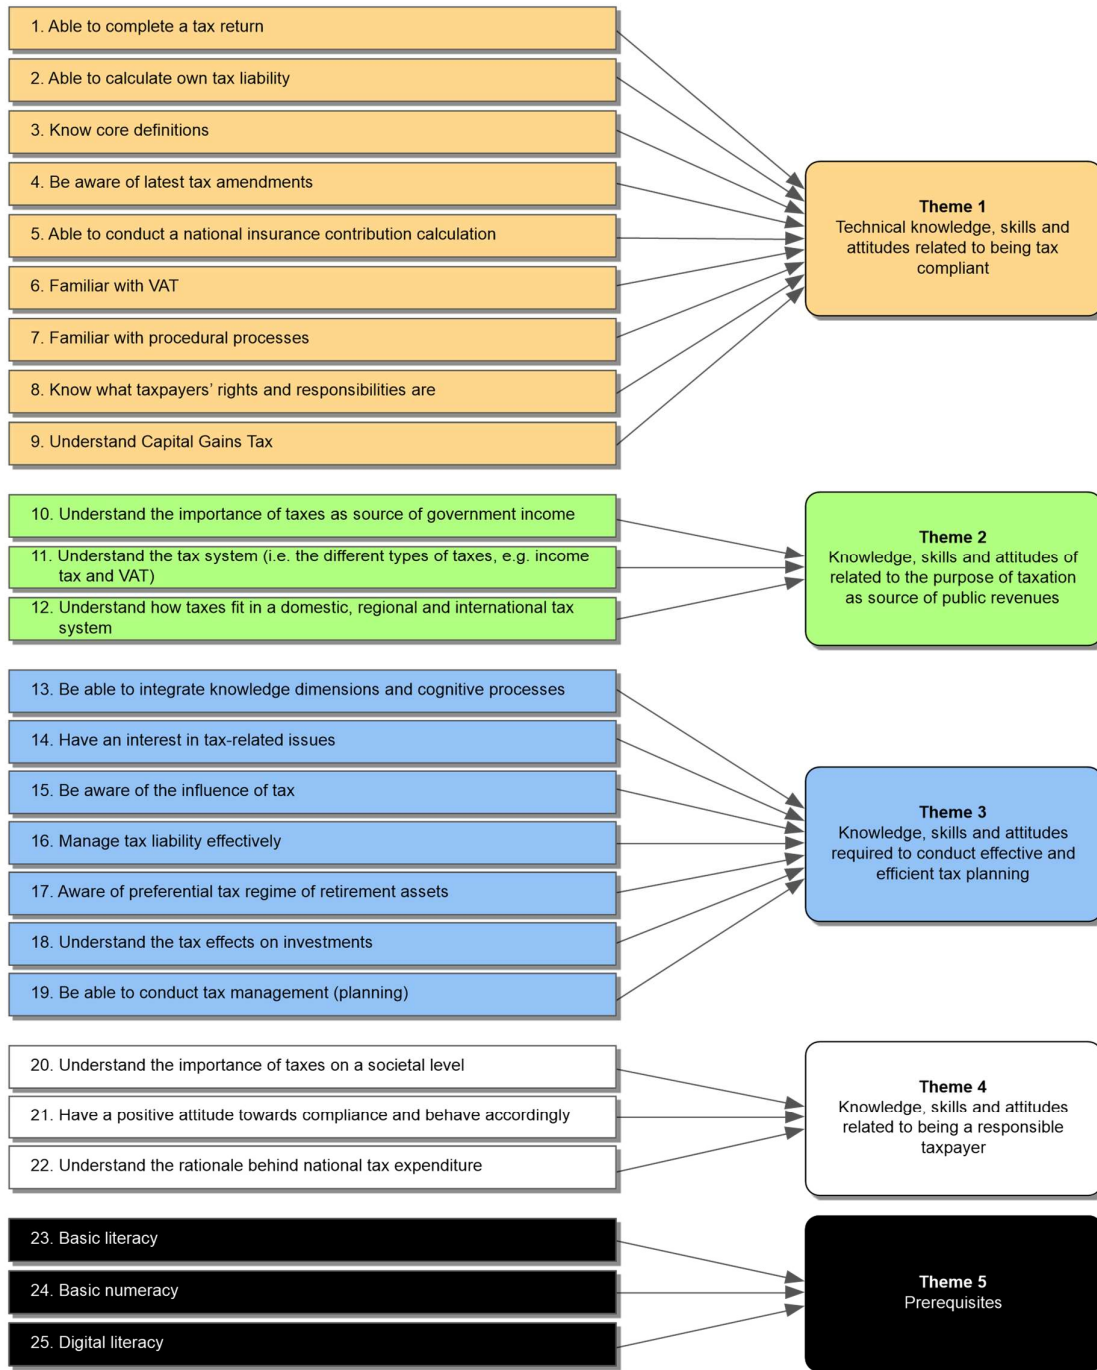 1. Able to complete a tax return
2. Able to calculate own tax liability
3. Know core definitions
4. Be aware of latest tax amendments
5. Able to conduct a national insurance contribution calculation
6. Familiar with VAT
7. Familiar with procedural processes
8. Know what taxpayers’ rights and responsibilities are
9. Understand Capital Gains Tax
Theme 1
Technical knowledge, skills and
attitudes related to being tax
compliant
10. Understand the importance of taxes as source of government income
11. Understand the tax system (i.e. the different types of taxes, e.g. income
tax and VAT)
12. Understand how taxes fit in a domestic, regional and international tax
system
Theme 2
Knowledge, skills and attitudes of
related to the purpose of taxation
as source of public revenues
13. Be able to integrate knowledge dimensions and cognitive processes
14. Have an interest in tax-related issues
15. Be aware of the influence of tax
16. Manage tax liability effectively
17. Aware of preferential tax regime of retirement assets
18. Understand the tax effects on investments
19. Be able to conduct tax management (planning)
Theme 3
Knowledge, skills and attitudes
required to conduct effective and
efficient tax planning
20. Understand the importance of taxes on a societal level
21. Have a positive attitude towards compliance and behave accordingly
22. Understand the rationale behind national tax expenditure
Theme 4
Knowledge, skills and attitudes
related to being a responsible
taxpayer
23. Basic literacy
24. Basic numeracy
25. Digital literacy
Theme 5
Prerequisites